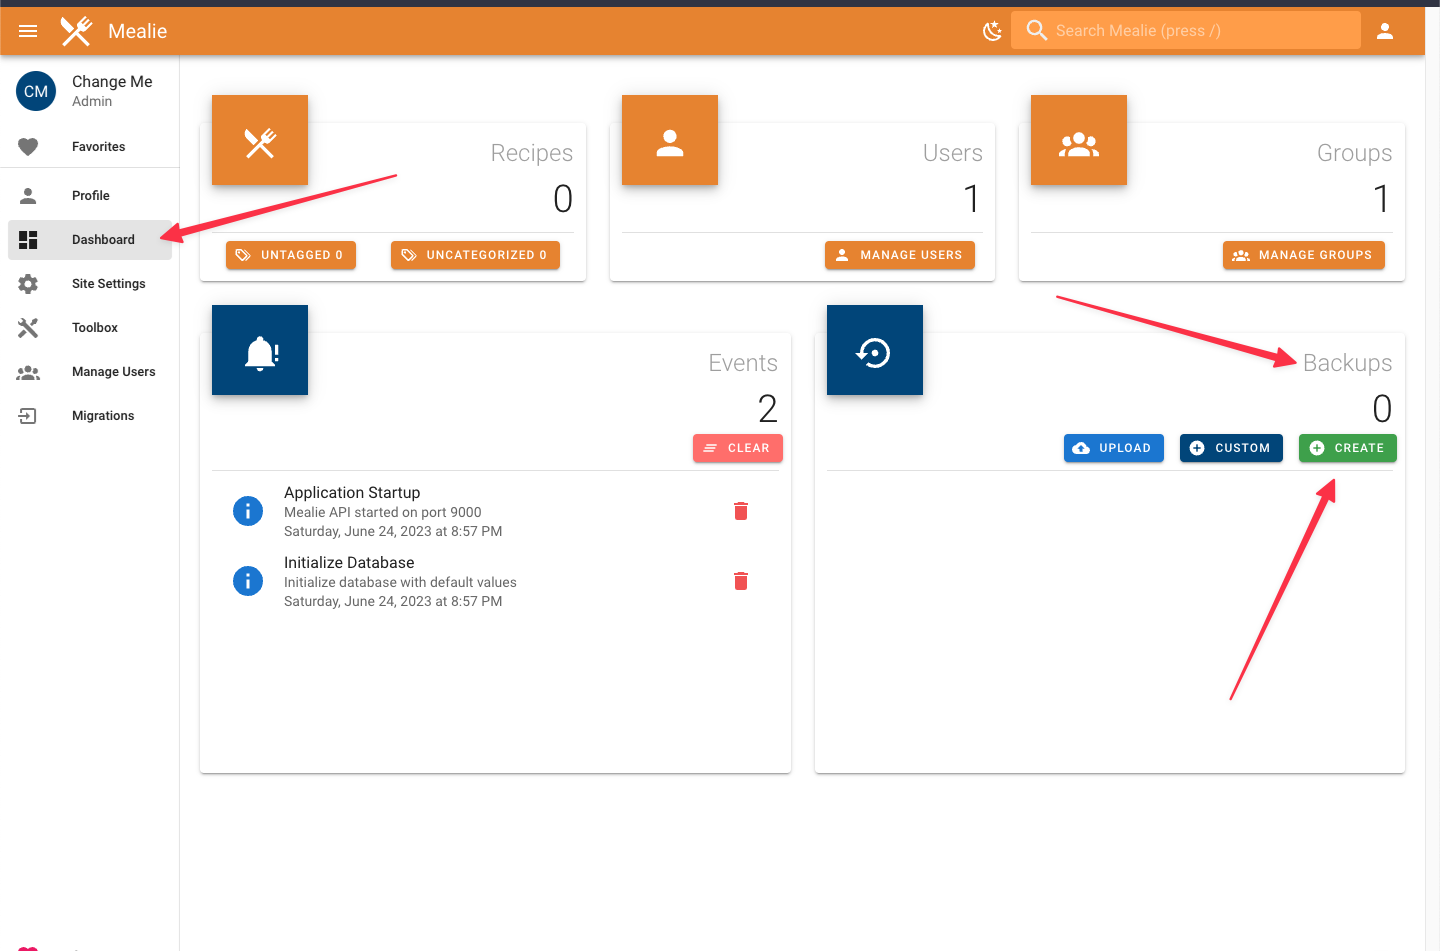 Mealie
Search Mealie (press /)
CM
Change Me
Admin
Favorites
Profile
Dashboard
Site Settings
Toolbox
Manage Users
Migrations
Recipes
0
UNTAGGED 0
UNCATEGORIZED 0
Users
1
MANAGE USERS
Groups
1
MANAGE GROUPS
Events
2
CLEAR
Application Startup
Mealie API started on port 9000
Saturday, June 24, 2023 at 8:57 PM
Initialize Database
Initialize database with default values
Saturday, June 24, 2023 at 8:57 PM
Backups
0
UPLOAD
CUSTOM
CREATE